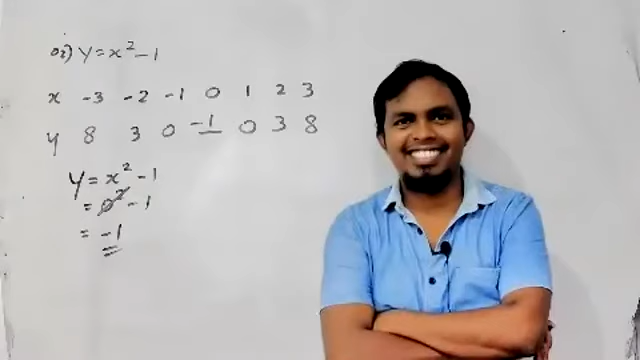 02) y = x² - 1
x -3 -2 -1 0 1 2 3
y 8 3 0 -1 0 3 8
y = x² - 1
= 0² - 1
= -1